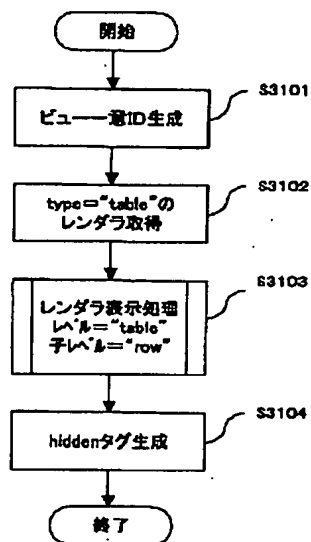 開始
S3101
ビュー一意ID生成
S3102
type="table"の
レンダラ取得
S3103
レンダラ表示処理
レベル="table"
子レベル="row"
S3104
hiddenタグ生成
終了